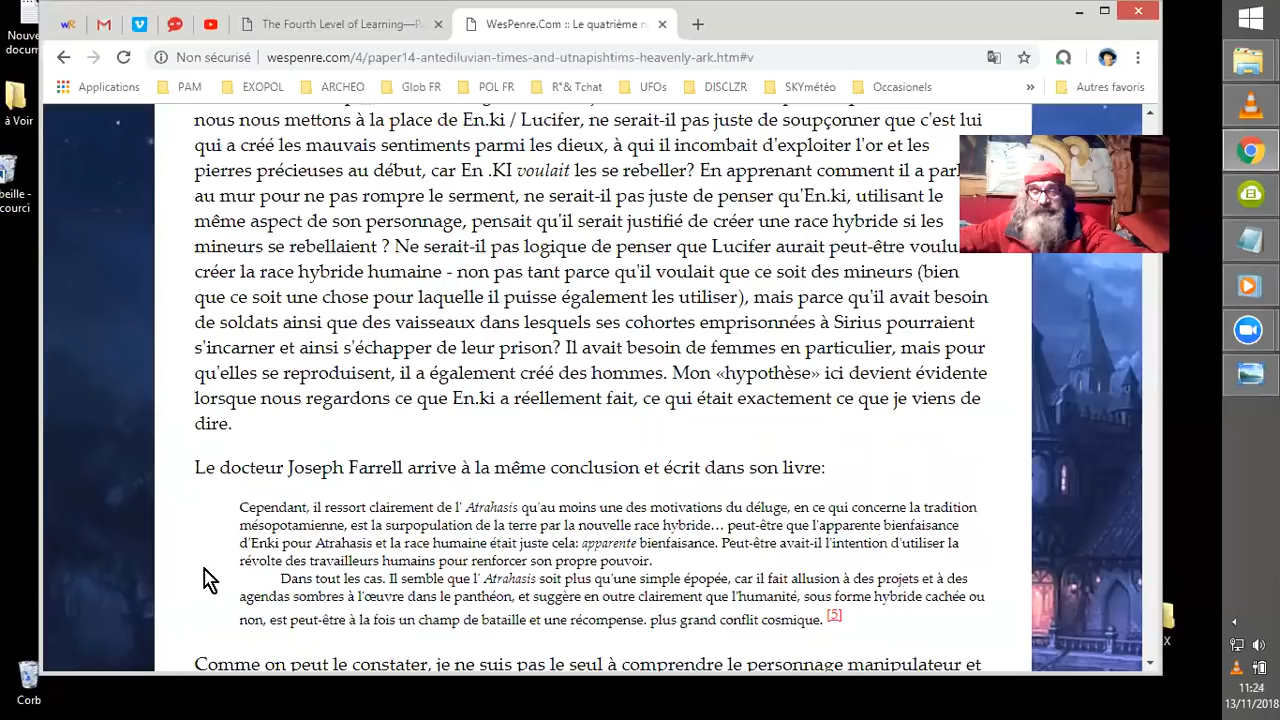 Nouve
docum
à Voir
beille -
courci
Corb
The Fourth Level of Learning—P
WesPenre.Com :: Le quatrième n
Non sécurisé
wespenre.com/4/paper14-antediluvian-times-and-utnapishtims-heavenly-ark.htm#v
Applications
PAM
EXOPOL
ARCHEO
Glob FR
POL FR
R°& Tchat
UFOs
DISCLZR
SKYmétéo
Occasionels
»
Autres favoris
nous nous mettons à la place de En.ki / Lucifer, ne serait-il pas juste de soupçonner que c'est lui
qui a créé les mauvais sentiments parmi les dieux, à qui il incombait d'exploiter l'or et les
pierres précieuses au début, car En .KI voulait les se rebeller? En apprenant comment il a parl
au mur pour ne pas rompre le serment, ne serait-il pas juste de penser qu'En.ki, utilisant le
même aspect de son personnage, pensait qu'il serait justifié de créer une race hybride si les
mineurs se rebellaient ? Ne serait-il pas logique de penser que Lucifer aurait peut-être voulu
créer la race hybride humaine - non pas tant parce qu'il voulait que ce soit des mineurs (bien
que ce soit une chose pour laquelle il puisse également les utiliser), mais parce qu'il avait besoin
de soldats ainsi que des vaisseaux dans lesquels ses cohortes emprisonnées à Sirius pourraient
s'incarner et ainsi s'échapper de leur prison? Il avait besoin de femmes en particulier, mais pour
qu'elles se reproduisent, il a également créé des hommes. Mon «hypothèse» ici devient évidente
lorsque nous regardons ce que En.ki a réellement fait, ce qui était exactement ce que je viens de
dire.
Le docteur Joseph Farrell arrive à la même conclusion et écrit dans son livre:
Cependant, il ressort clairement de l' Atrahasis qu'au moins une des motivations du déluge, en ce qui concerne la tradition
mésopotamienne, est la surpopulation de la terre par la nouvelle race hybride… peut-être que l'apparente bienfaisance
d'Enki pour Atrahasis et la race humaine était juste cela: apparente bienfaisance. Peut-être avait-il l'intention d'utiliser la
révolte des travailleurs humains pour renforcer son propre pouvoir.
Dans tout les cas. Il semble que l' Atrahasis soit plus qu'une simple épopée, car il fait allusion à des projets et à des
agendas sombres à l'œuvre dans le panthéon, et suggère en outre clairement que l'humanité, sous forme hybride cachée ou
non, est peut-être à la fois un champ de bataille et une récompense. plus grand conflit cosmique. [5]
Comme on peut le constater, je ne suis pas le seul à comprendre le personnage manipulateur et
X
11:24
13/11/2018